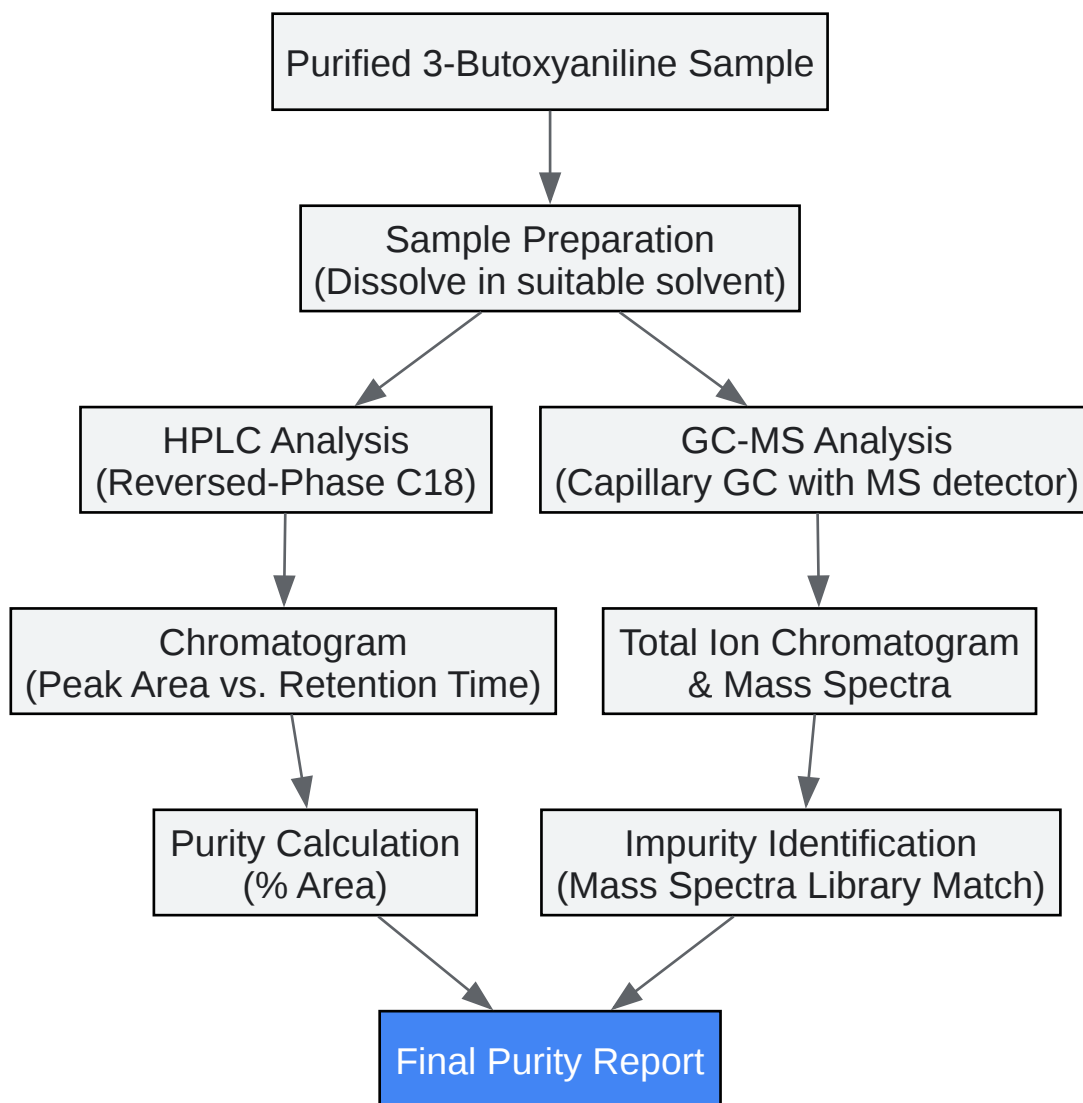 Purified 3-Butoxyaniline Sample
Sample Preparation
(Dissolve in suitable solvent)
HPLC Analysis
(Reversed-Phase C18)
GC-MS Analysis
(Capillary GC with MS detector)
Chromatogram
(Peak Area vs. Retention Time)
Total Ion Chromatogram
& Mass Spectra
Purity Calculation
(% Area)
Impurity Identification
(Mass Spectra Library Match)
Final Purity Report